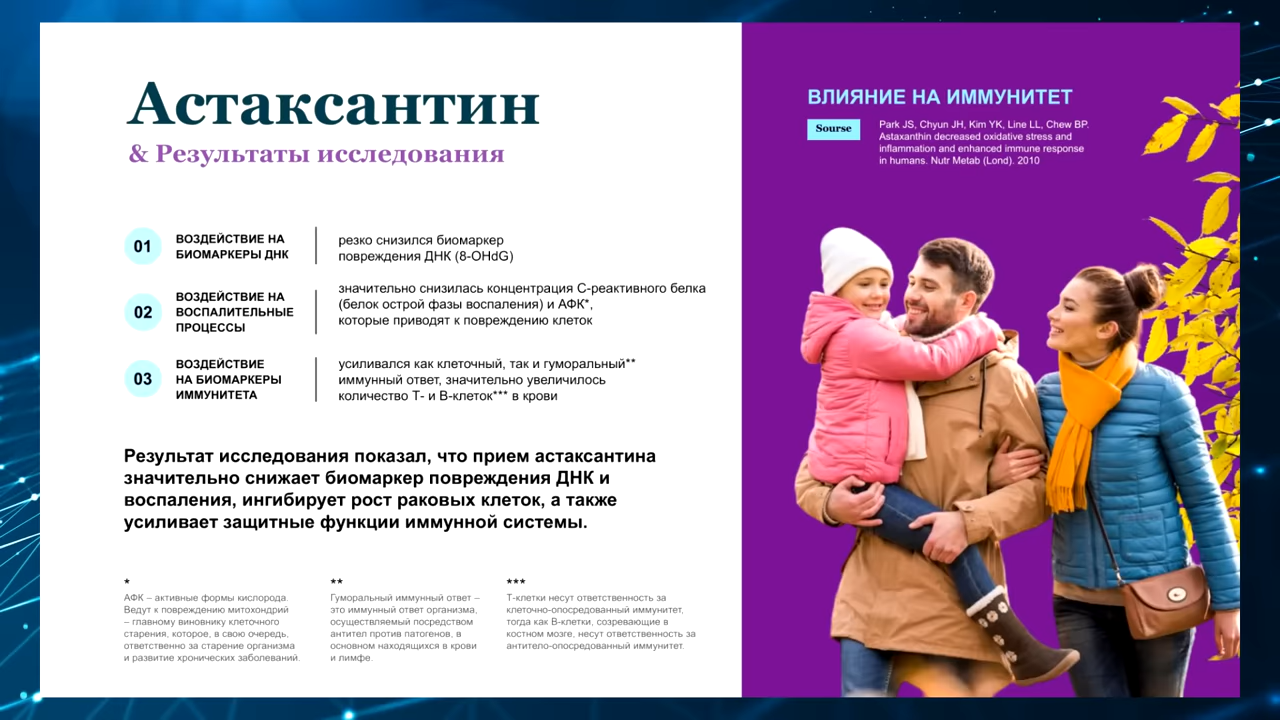 Астаксантин
& Результаты исследования
01
ВОЗДЕЙСТВИЕ НА
БИОМАРКЕРЫ ДНК
резко снизился биомаркер
повреждения ДНК (8-OHdG)
02
ВОЗДЕЙСТВИЕ НА
ВОСПАЛИТЕЛЬНЫЕ
ПРОЦЕССЫ
значительно снизилась концентрация С-реактивного белка
(белок острой фазы воспаления) и АФК*,
которые приводят к повреждению клеток
03
ВОЗДЕЙСТВИЕ
НА БИОМАРКЕРЫ
ИММУНИТЕТА
усиливался как клеточный, так и гуморальный**
иммунный ответ, значительно увеличилось
количество Т- и В-клеток*** в крови
Результат исследования показал, что прием астаксантина
значительно снижает биомаркер повреждения ДНК и
воспаления, ингибирует рост раковых клеток, а также
усиливает защитные функции иммунной системы.
*
АФК – активные формы кислорода.
Ведут к повреждению митохондрий
– главному виновнику клеточного
старения, которое, в свою очередь,
ответственно за старение организма
и развитие хронических заболеваний.
**
Гуморальный иммунный ответ –
это иммунный ответ организма,
осуществляемый посредством
антител против патогенов, в
основном находящихся в крови
и лимфе.
***
Т-клетки несут ответственность за
клеточно-опосредованный иммунитет,
тогда как В-клетки, созревающие в
костном мозге, несут ответственность за
антитело-опосредованный иммунитет.
ВЛИЯНИЕ НА ИММУНИТЕТ
Sourse
Park JS, Chyun JH, Kim YK, Line LL, Chew BP.
Astaxanthin decreased oxidative stress and
inflammation and enhanced immune response
in humans. Nutr Metab (Lond). 2010